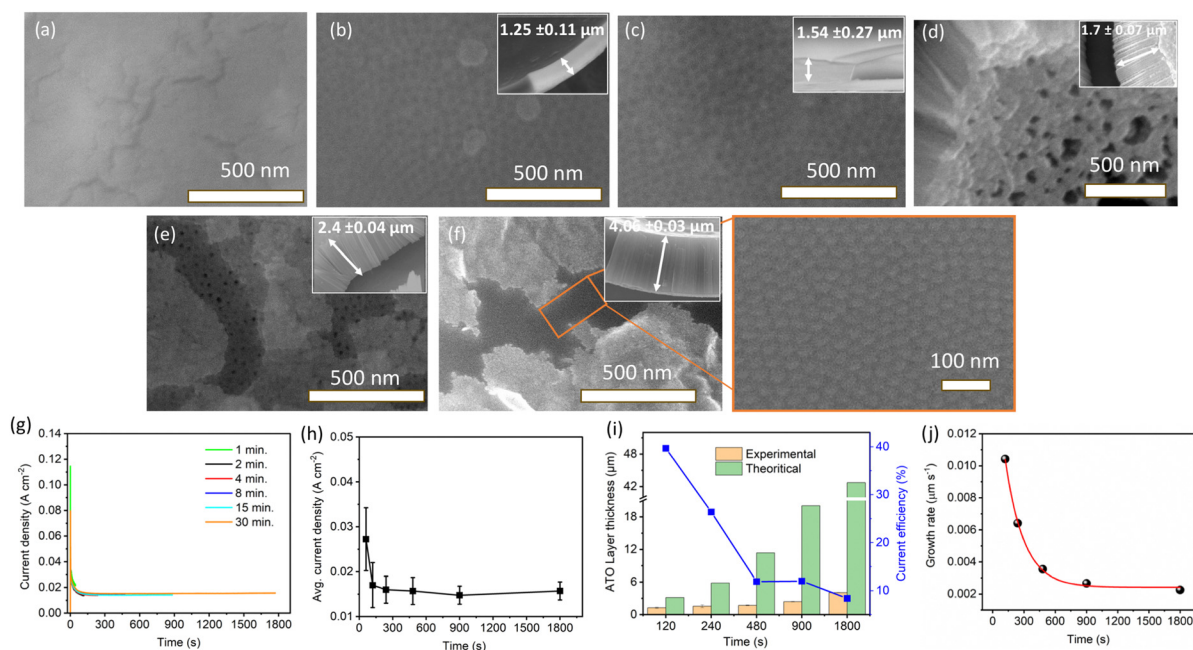 (a)
500 nm
(b)
1.25 ±0.11 μm
500 nm
(c)
1.54 ±0.27 μm
500 nm
(d)
1.7 ± 0.07 μm
500 nm
(e)
2.4 ±0.04 μm
500 nm
(f)
4.06 ±0.03 μm
500 nm
100 nm
(g)
Current density (A cm⁻²)
0.14
0.12
0.10
0.08
0.06
0.04
0.02
0.00
1 min.
2 min.
4 min.
8 min.
15 min.
30 min.
0 300 600 900 1200 1500 1800
Time (s)
(h)
Avg. current density (A cm⁻²)
0.05
0.04
0.03
0.02
0.01
0 300 600 900 1200 1500 1800
Time (s)
(i)
ATO Layer thickness (μm)
48
42
18
12
6
0
Experimental
Theoritical
40
30
20
10
Current efficiency (%)
120 240 480 900 1800
Time (s)
(j)
Growth rate (μm s⁻¹)
0.012
0.010
0.008
0.006
0.004
0.002
0 300 600 900 1200 1500 1800
Time (s)